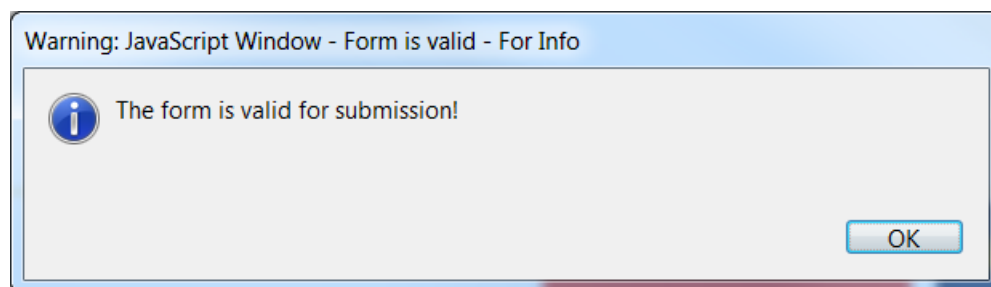 Warning: JavaScript Window - Form is valid - For Info
The form is valid for submission!
OK